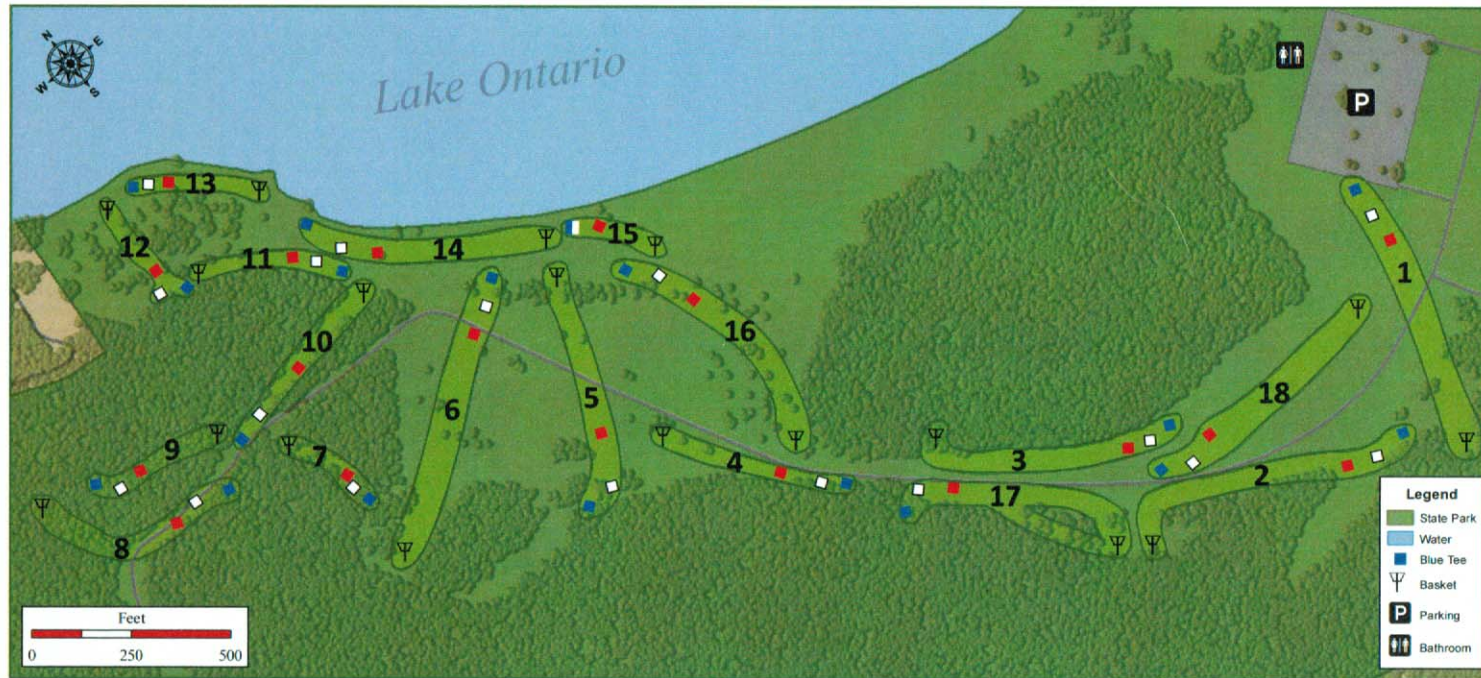 N
E
W
S
Lake Ontario
P
13
12
11
14
15
1
10
16
6
5
18
9
7
4
3
17
2
8
Legend
State Park
Water
Blue Tee
Basket
P Parking
Bathroom
Feet
0 250 500